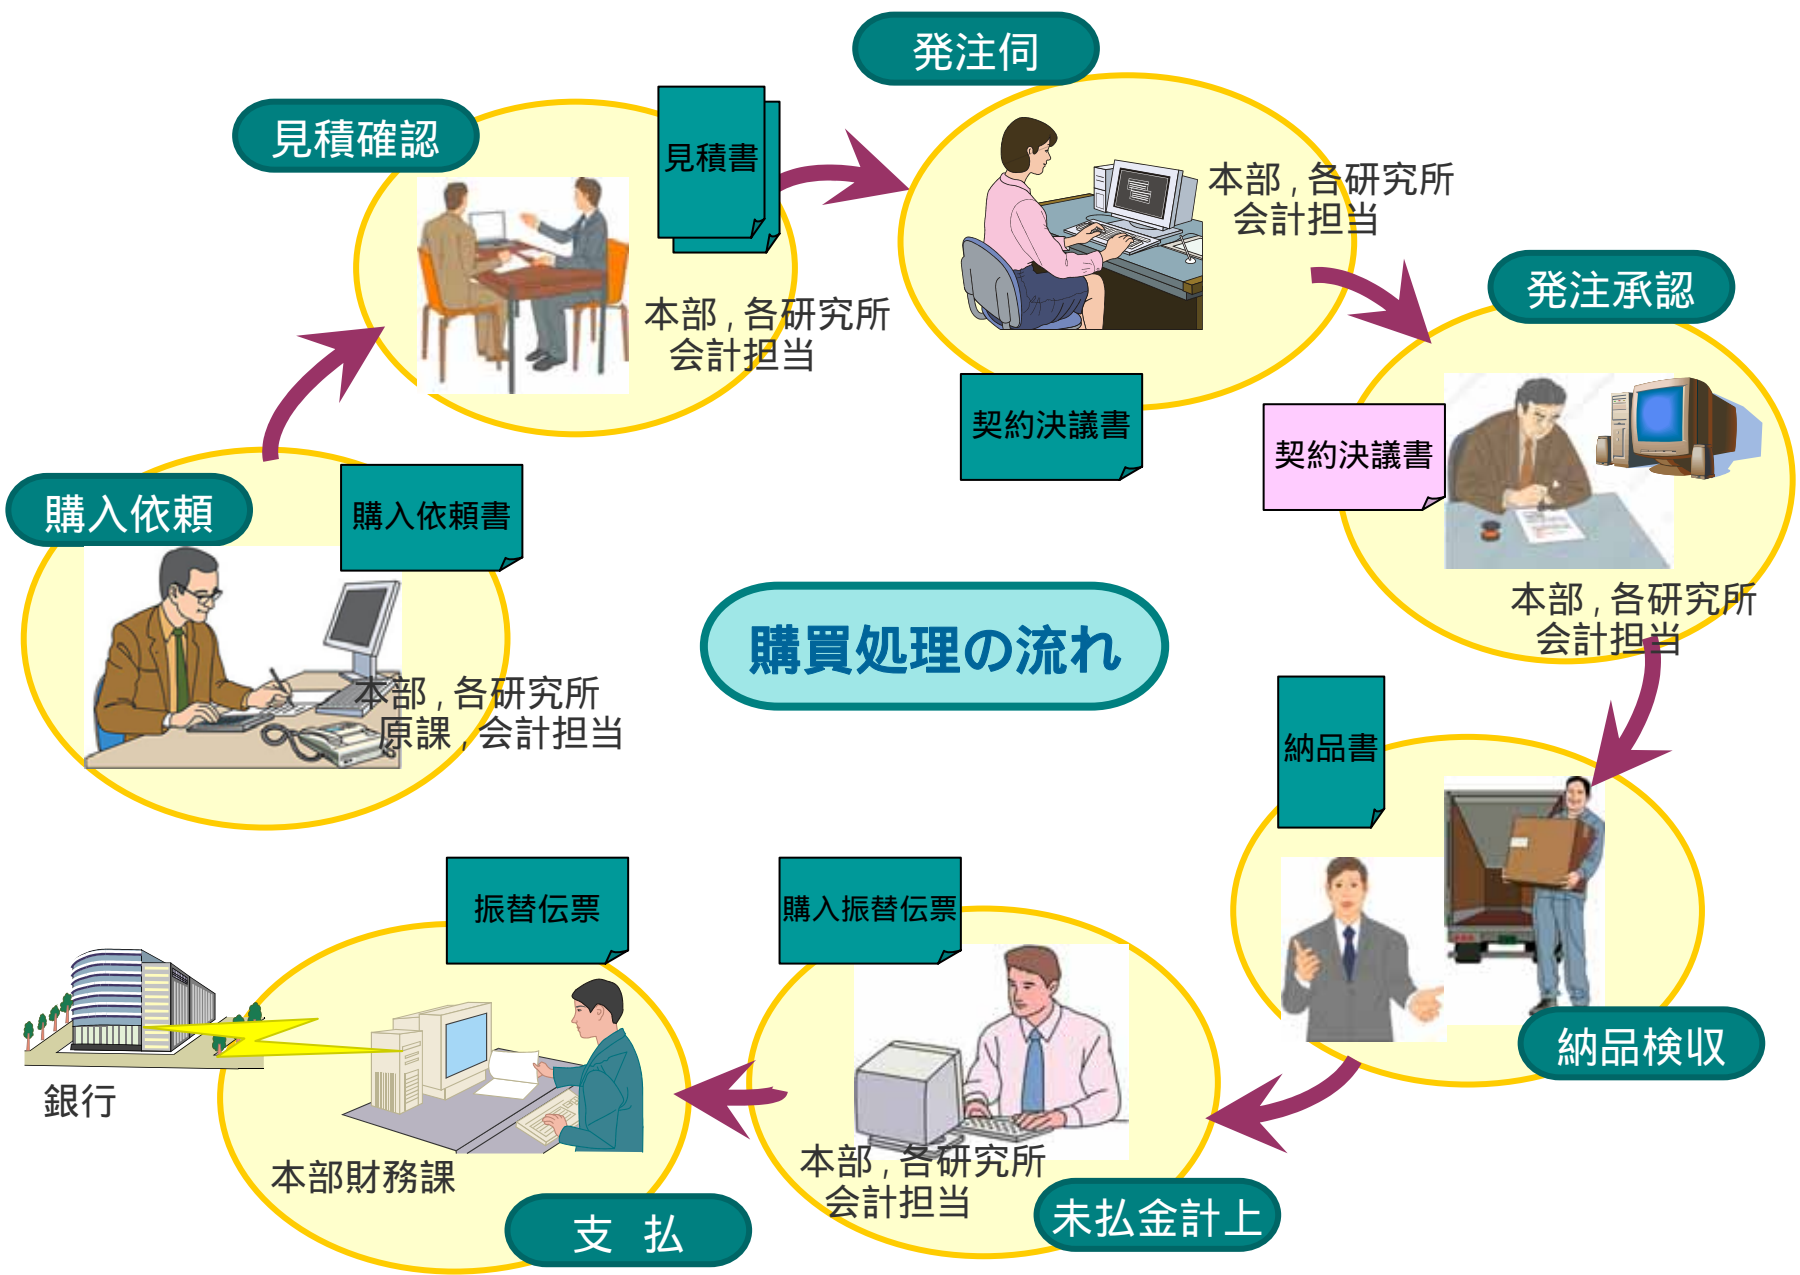 購買処理の流れ
購入依頼
購入依頼書
本部 , 各研究所
原課 , 会計担当
見積確認
見積書
本部 , 各研究所
会計担当
発注伺
本部 , 各研究所
会計担当
契約決議書
発注承認
契約決議書
本部 , 各研究所
会計担当
納品書
納品検収
購入振替伝票
本部 , 各研究所
会計担当
未払金計上
振替伝票
本部財務課
支 払
銀行